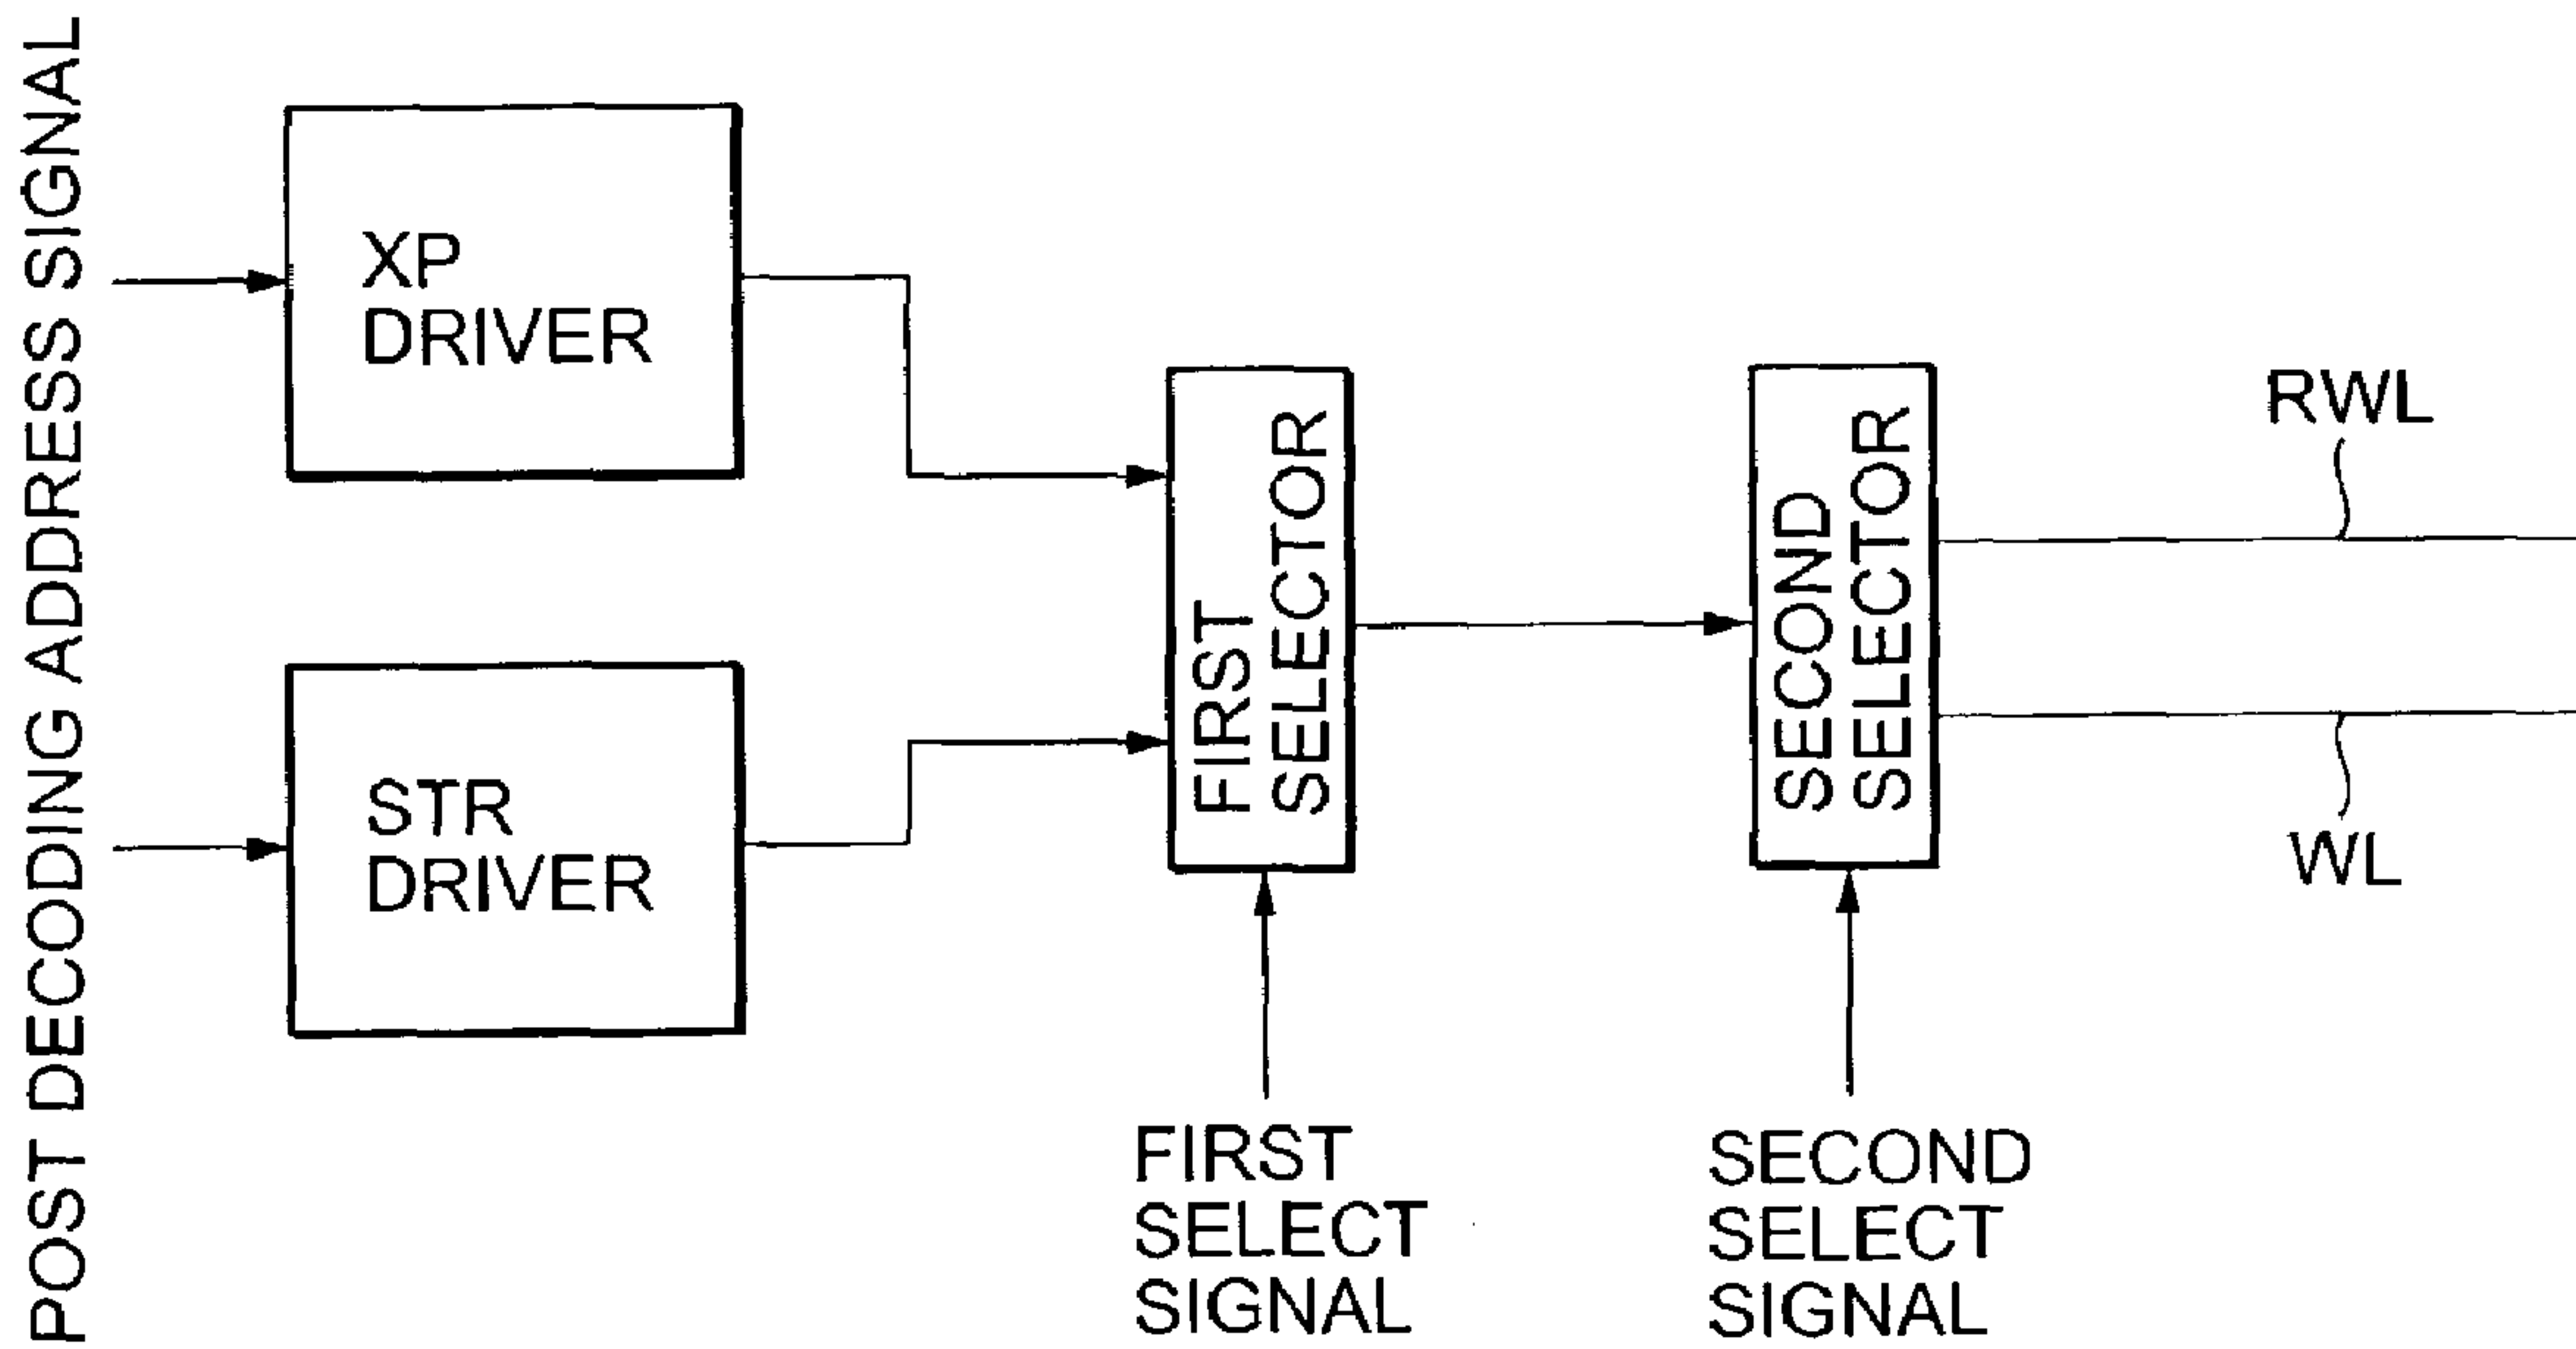 POST DECODING ADDRESS SIGNAL
XP
DRIVER
STR
DRIVER
FIRST
SELECTOR
SECOND
SELECTOR
RWL
WL
FIRST
SELECT
SIGNAL
SECOND
SELECT
SIGNAL